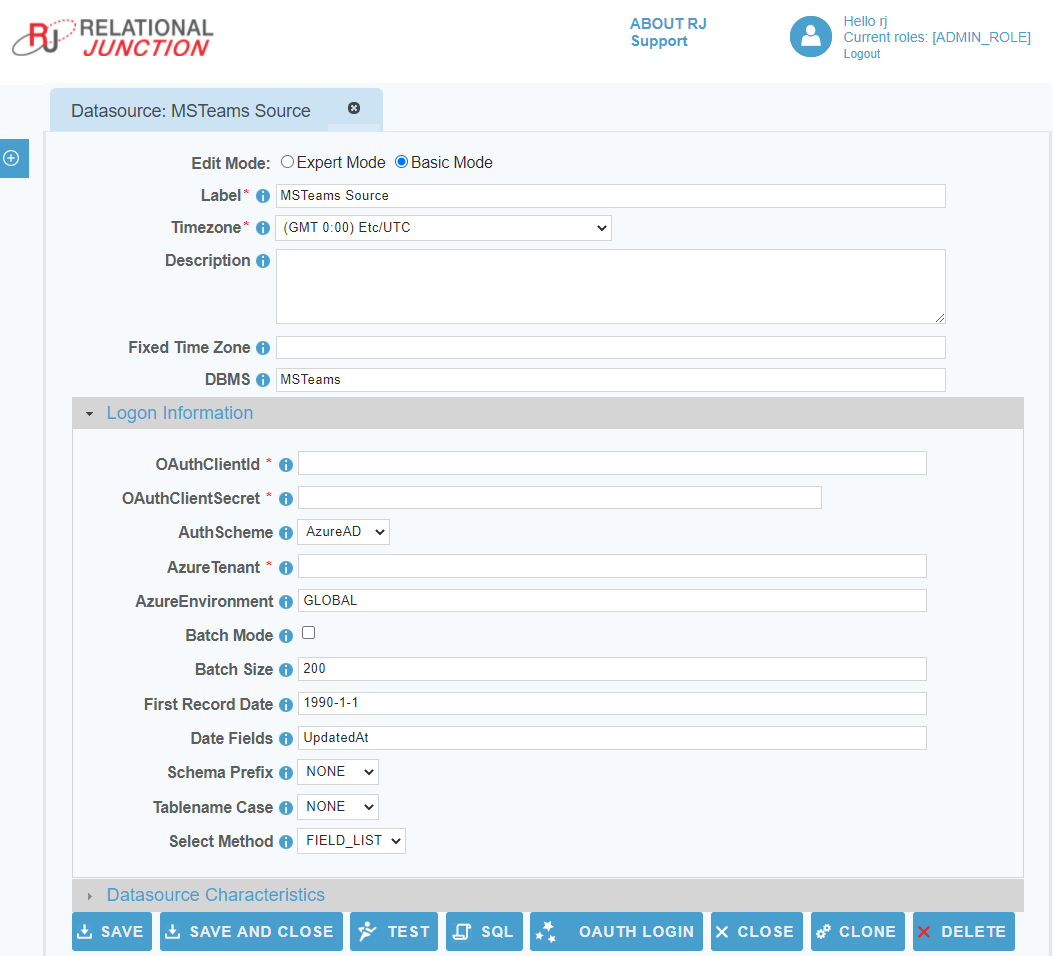 RJ RELATIONAL
JUNCTION
ABOUT RJ
Support
Hello rj
Current roles: [ADMIN_ROLE]
Logout
Datasource: MSTeams Source
Edit Mode: Expert Mode Basic Mode
Label* MSTeams Source
Timezone* (GMT 0:00) Etc/UTC
Description
Fixed Time Zone
DBMS MSTeams
Logon Information
OAuthClientId *
OAuthClientSecret *
AuthScheme AzureAD
AzureTenant *
AzureEnvironment GLOBAL
Batch Mode
Batch Size 200
First Record Date 1990-1-1
Date Fields UpdatedAt
Schema Prefix NONE
Tablename Case NONE
Select Method FIELD_LIST
Datasource Characteristics
SAVE SAVE AND CLOSE TEST SQL OAUTH LOGIN CLOSE CLONE DELETE